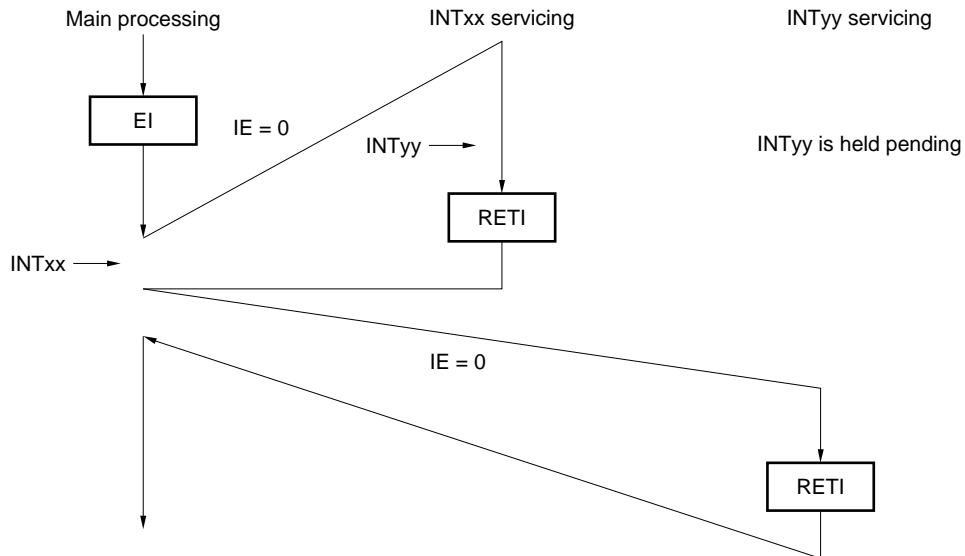 Main processing
INTxx servicing
INTyy servicing
EI
IE = 0
INTyy
INTyy is held pending
RETI
INTxx
IE = 0
RETI